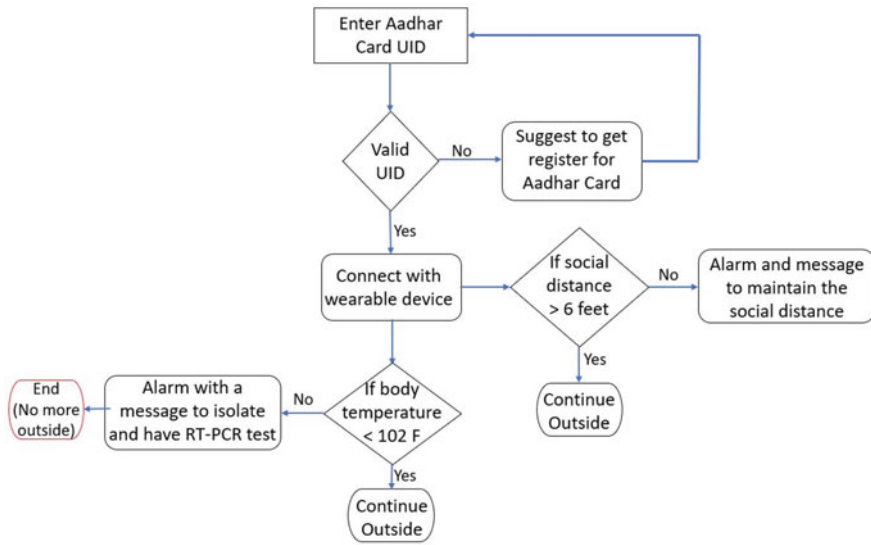 Enter Aadhar
Card UID
Valid
UID
No
Suggest to get
register for
Aadhar Card
Yes
Connect with
wearable device
If social
distance
> 6 feet
No
Alarm and message
to maintain the
social distance
Yes
Continue
Outside
If body
temperature
< 102 F
No
Alarm with a
message to isolate
and have RT-PCR test
End
(No more
outside)
Yes
Continue
Outside